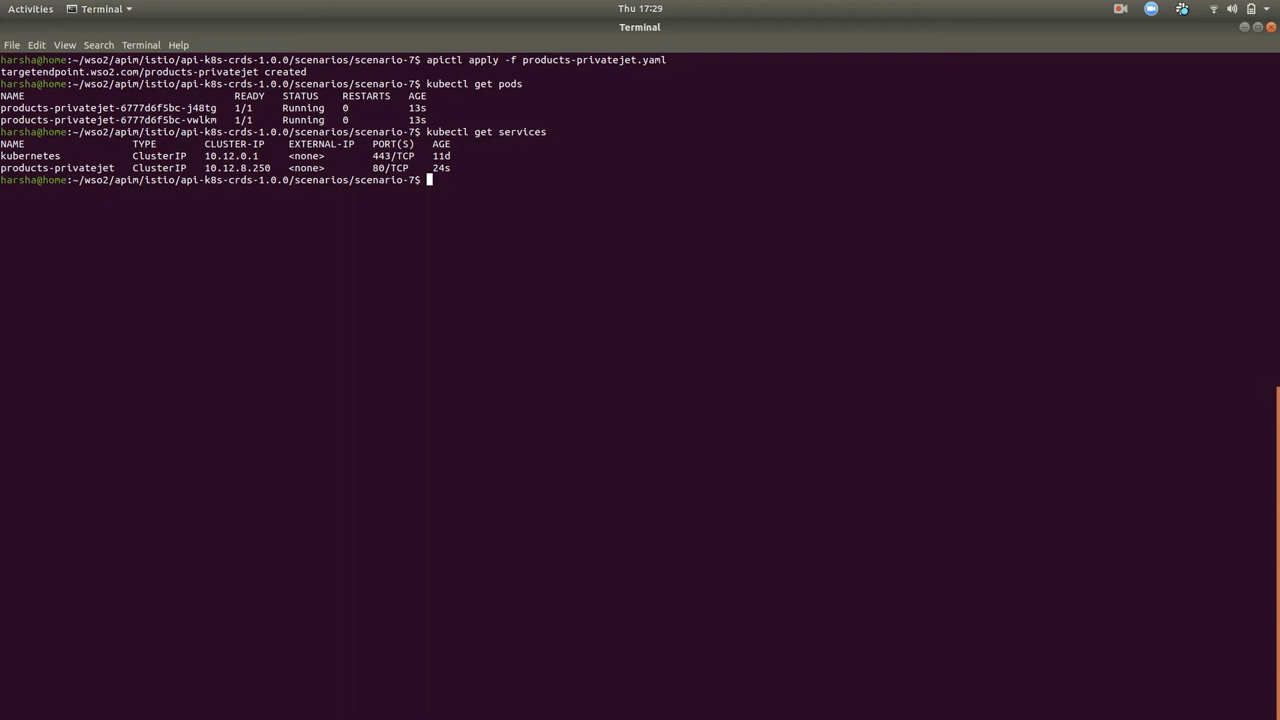 Activities Terminal Thu 17:29
Terminal
File Edit View Search Terminal Help
harsha@home:~/wso2/apim/istio/api-k8s-crds-1.0.0/scenarios/scenario-7$ apictl apply -f products-privatejet.yaml
targetendpoint.wso2.com/products-privatejet created
harsha@home:~/wso2/apim/istio/api-k8s-crds-1.0.0/scenarios/scenario-7$ kubectl get pods
NAME READY STATUS RESTARTS AGE
products-privatejet-6777d6f5bc-j48tg 1/1 Running 0 13s
products-privatejet-6777d6f5bc-vwlkm 1/1 Running 0 13s
harsha@home:~/wso2/apim/istio/api-k8s-crds-1.0.0/scenarios/scenario-7$ kubectl get services
NAME TYPE CLUSTER-IP EXTERNAL-IP PORT(S) AGE
kubernetes ClusterIP 10.12.0.1 <none> 443/TCP 11d
products-privatejet ClusterIP 10.12.8.250 <none> 80/TCP 24s
harsha@home:~/wso2/apim/istio/api-k8s-crds-1.0.0/scenarios/scenario-7$